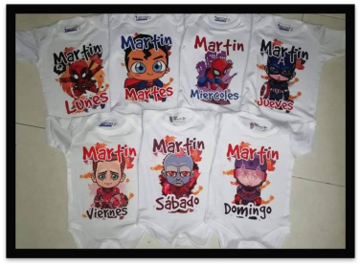 Martin
Lunes
Martin
Martes
Martin
Miercoles
Martin
Jueves
Martin
Viernes
Martin
Sábado
Martin
Domingo